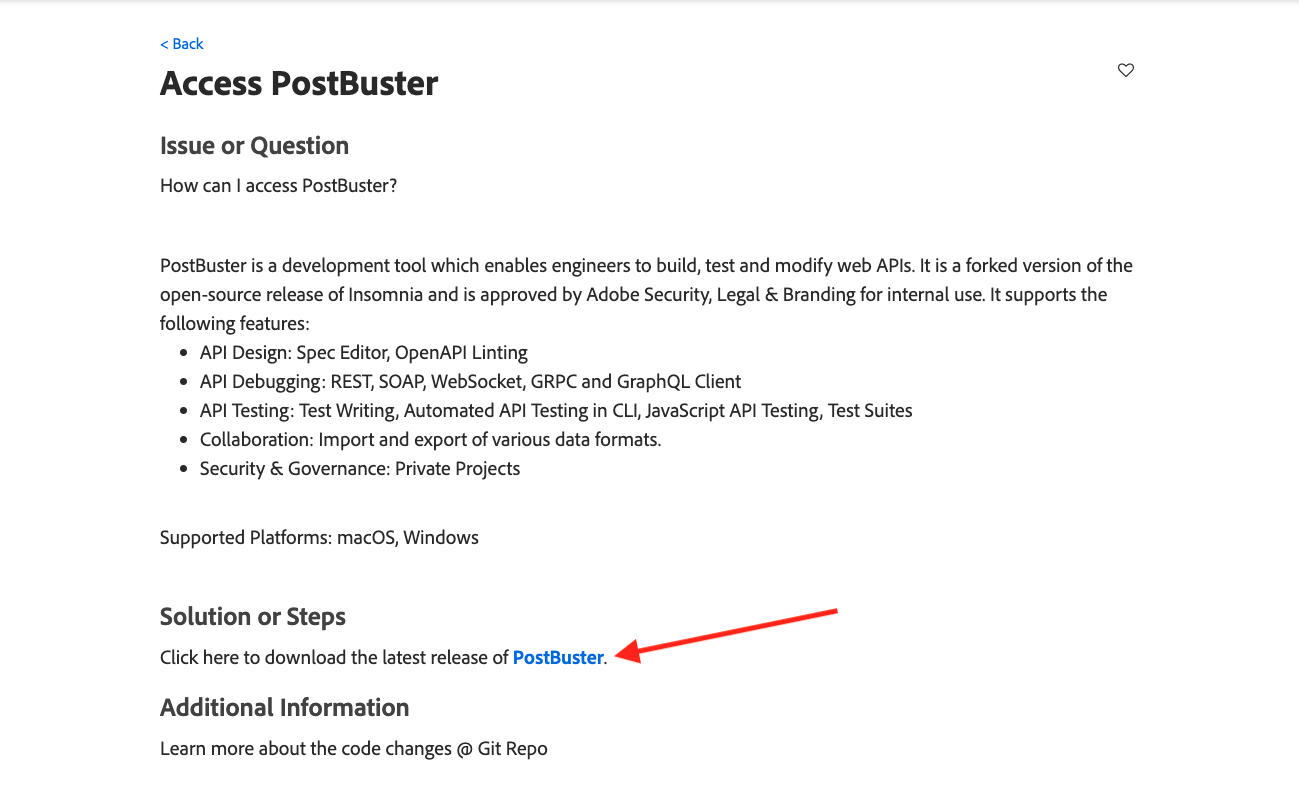 < Back
Access PostBuster
Issue or Question
How can I access PostBuster?
PostBuster is a development tool which enables engineers to build, test and modify web APIs. It is a forked version of the
open-source release of Insomnia and is approved by Adobe Security, Legal & Branding for internal use. It supports the
following features:
• API Design: Spec Editor, OpenAPI Linting
• API Debugging: REST, SOAP, WebSocket, GRPC and GraphQL Client
• API Testing: Test Writing, Automated API Testing in CLI, JavaScript API Testing, Test Suites
• Collaboration: Import and export of various data formats.
• Security & Governance: Private Projects
Supported Platforms: macOS, Windows
Solution or Steps
Click here to download the latest release of PostBuster.
Additional Information
Learn more about the code changes @ Git Repo